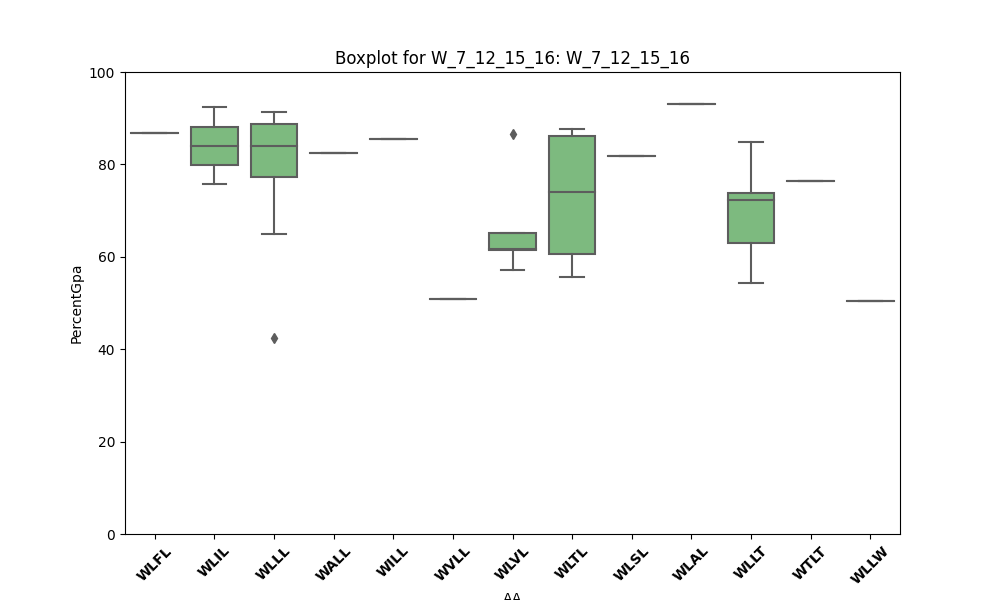 Boxplot for W_7_12_15_16: W_7_12_15_16
100
80
60
40
20
0
PercentGpa
WLFL
WLIL
WLLL
WALL
WILL
WVLL
WLVL
WLTL
WLSL
WLAL
WLLT
WTLT
WLLW
AA